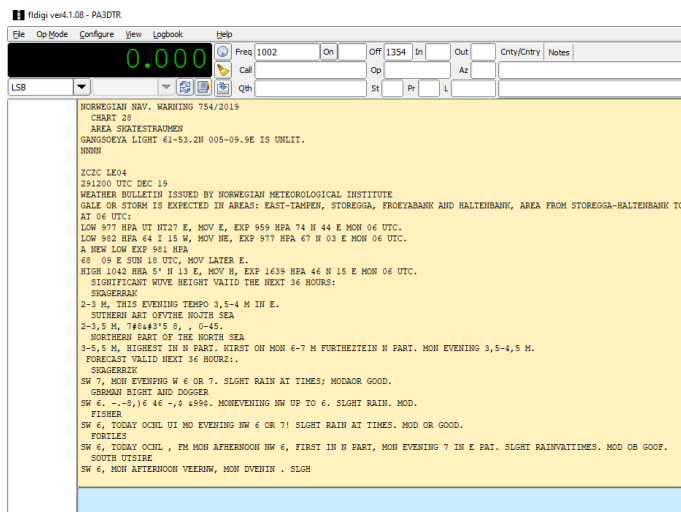 fldigi ver4.1.08 - PA3DTR
File Op Mode Configure View Logbook Help
0.000 Freq 1002 On Off 1354 In Out Cnty/Cntry Notes
Call Op Az
LSB Qth St Pr L
NORWEGIAN NAV. WARNING 754/2019
CHART 28
AREA SKATESTRAUMEN
GANGSOEYA LIGHT 61-53.2N 005-09.9E IS UNLIT.
NNNN
ZCZC LE04
291200 UTC DEC 19
WEATHER BULLETIN ISSUED BY NORWEGIAN METEOROLOGICAL INSTITUTE
GALE OR STORM IS EXPECTED IN AREAS: EAST-TAMPEN, STOREGGA, FROEYABANK AND HALTENBANK, AREA FROM STOREGGA-HALTENBANK TO
AT 06 UTC:
LOW 977 HPA UT NT27 E, MOV E, EXP 959 HPA 74 N 44 E MON 06 UTC.
LOW 982 HPA 64 I 15 W, MOV NE, EXP 977 HPA 67 N 03 E MON 06 UTC.
A NEW LOW EXP 981 HPA
68 09 E SUN 18 UTC, MOV LATER E.
HIGH 1042 HHA 5' N 13 E, MOV H, EXP 1639 HPA 46 N 15 E MON 06 UTC.
SIGNIFICANT WUVE HEIGHT VAIID THE NEXT 36 HOURS:
SKAGERRAK
2-3 M, THIS EVENING TEMPO 3,5-4 M IN E.
SUTHERN ART OFVTHE NOJTH SEA
2-3,5 M, 7#8&#3'5 8, , 0-45.
NORTHERN PART OF THE NORTH SEA
3-5,5 M, HIGHEST IN N PART. KIRST ON MON 6-7 M FURTHEZTEIN N PART. MON EVENING 3,5-4,5 M.
FORECAST VALID NEXT 36 HOURZ:.
SKAGERRZK
SW 7, MON EVENPNG W 6 OR 7. SLGHT RAIN AT TIMES; MODAOR GOOD.
GBRMAN BIGHT AND DOGGER
SW 6. -.-8,)6 46 -,$ &99$. MONEVENING NW UP TO 6. SLGHT RAIN. MOD.
FISHER
SW 6, TODAY OCNL UI MO EVENING NW 6 OR 7! SLGHT RAIN AT TIMES. MOD OR GOOD.
FORTLES
SW 6, TODAY OCNL , FM MON AFHERNOON NW 6, FIRST IN N PART, MON EVENING 7 IN E PAT. SLGHT RAINVATTIMES. MOD OB GOOF.
SOUTH UTSIRE
SW 6, MON AFTERNOON VEERNW, MON DVENIN . SLGH